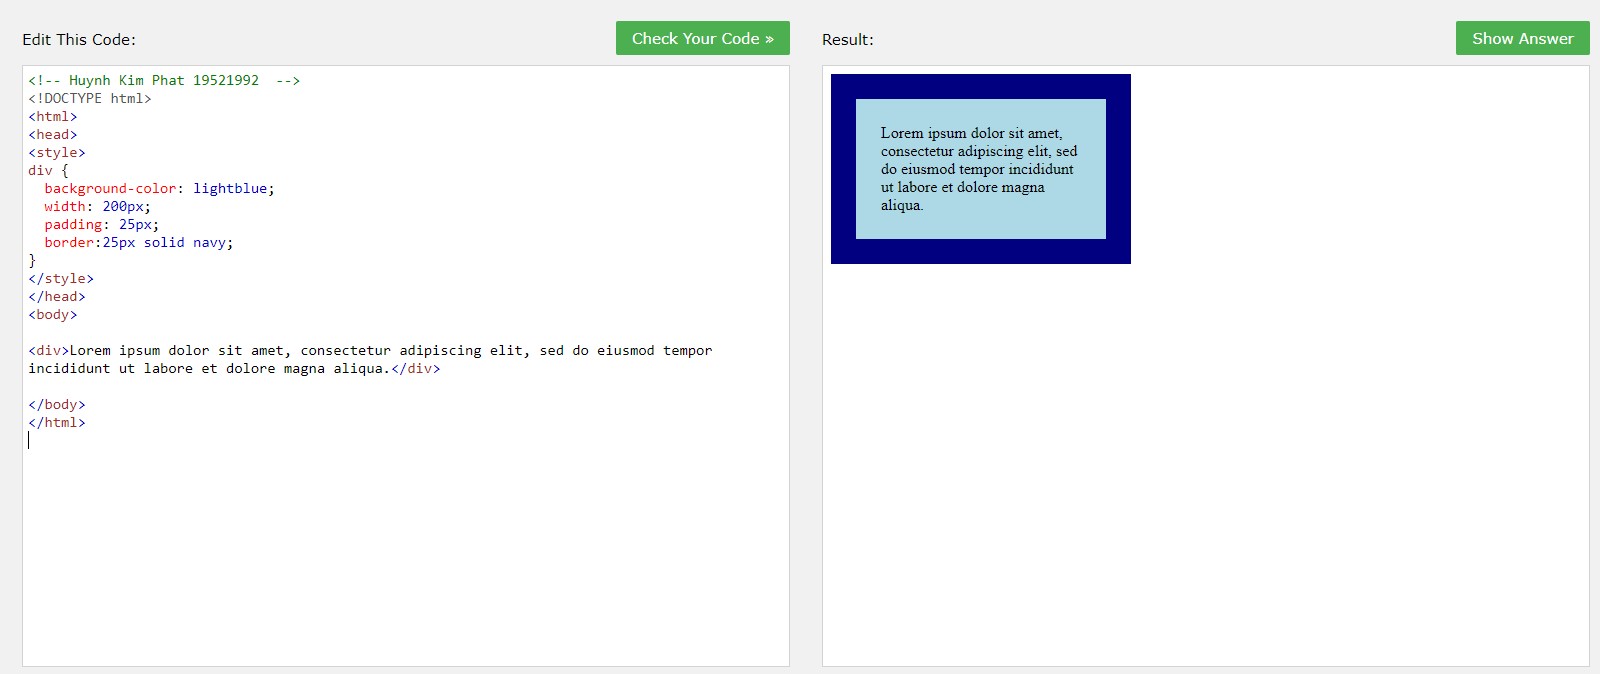 Edit This Code:
Check Your Code »
<!-- Huynh Kim Phat 19521992  -->
<!DOCTYPE html>
<html>
<head>
<style>
div {
  background-color: lightblue;
  width: 200px;
  padding: 25px;
  border:25px solid navy;
}
</style>
</head>
<body>

<div>Lorem ipsum dolor sit amet, consectetur adipiscing elit, sed do eiusmod tempor
incididunt ut labore et dolore magna aliqua.</div>

</body>
</html>
Result:
Show Answer
Lorem ipsum dolor sit amet,
consectetur adipiscing elit, sed
do eiusmod tempor incididunt
ut labore et dolore magna
aliqua.